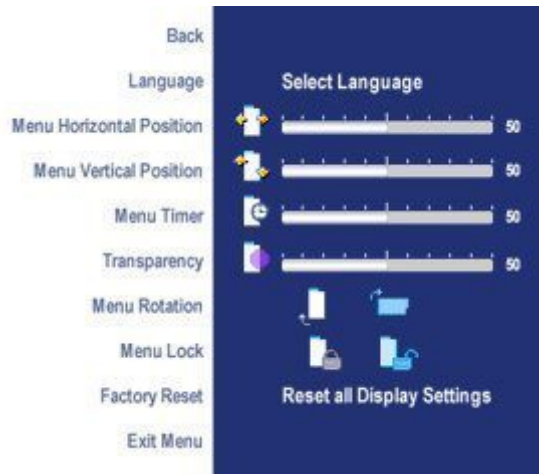 Back
Language Select Language
Menu Horizontal Position 50
Menu Vertical Position 50
Menu Timer 50
Transparency 50
Menu Rotation
Menu Lock
Factory Reset Reset all Display Settings
Exit Menu